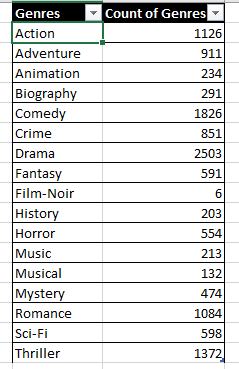 Genres Count of Genres
Action 1126
Adventure 911
Animation 234
Biography 291
Comedy 1826
Crime 851
Drama 2503
Fantasy 591
Film-Noir 6
History 203
Horror 554
Music 213
Musical 132
Mystery 474
Romance 1084
Sci-Fi 598
Thriller 1372